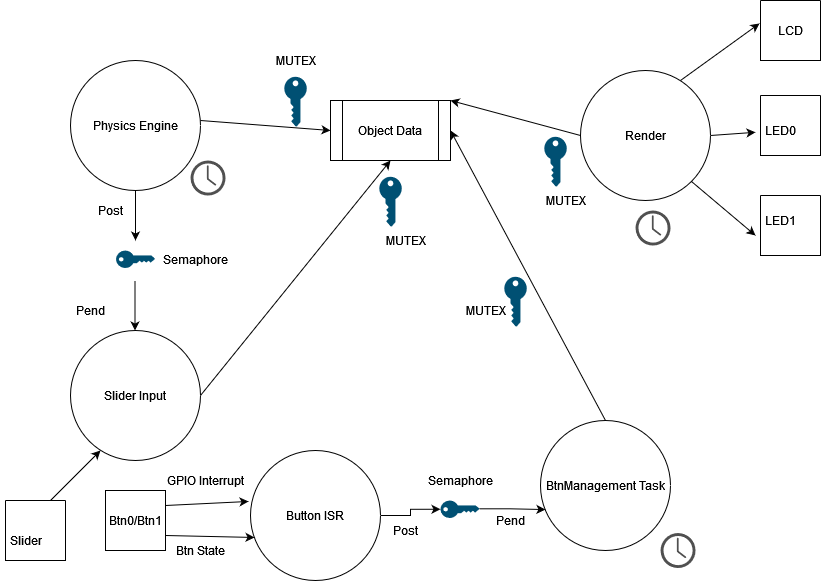 LCD
MUTEX
Physics Engine
Object Data
Render
LED0
MUTEX
Post
LED1
MUTEX
Semaphore
Pend
MUTEX
Slider Input
GPIO Interrupt
Semaphore
BtnManagement Task
Btn0/Btn1
Button ISR
Pend
Post
Slider
Btn State